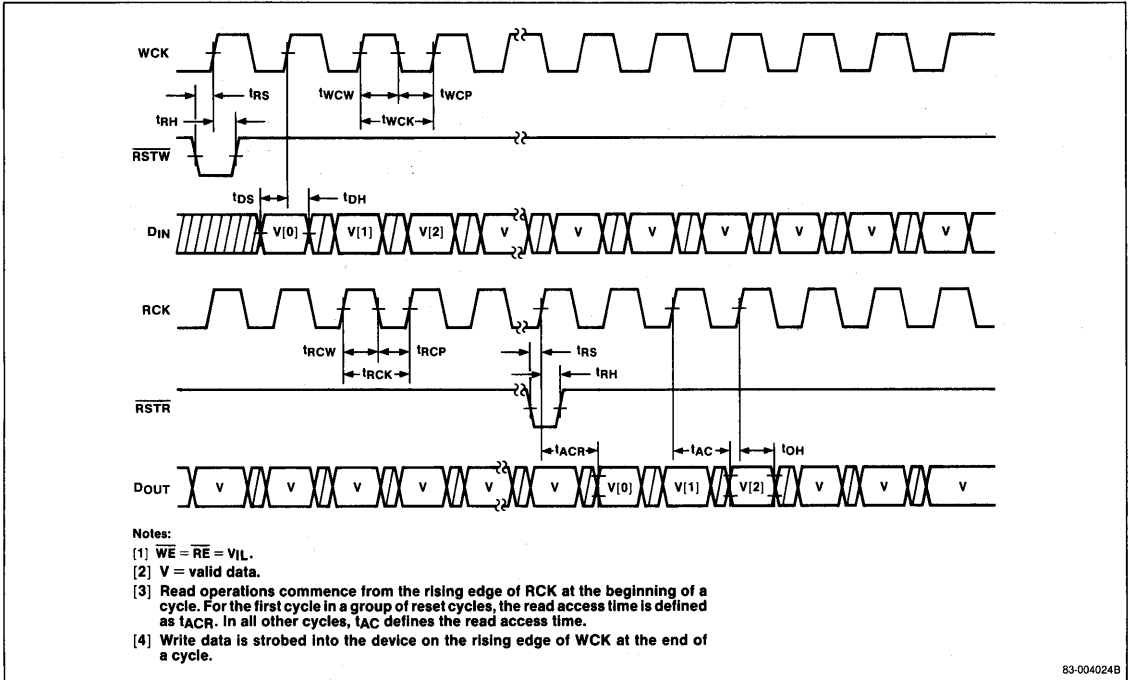 WCK
tRS
tWCW
tWCP
tRH
tWCK
RSTW
tDS
tDH
DIN
V[0]
V[1]
V[2]
V
V
V
V
V
V
V
RCK
tRCW
tRCP
tRS
tRCK
tRH
RSTR
tACR
tAC
tOH
DOUT
V
V
V
V
V
V
V[0]
V[1]
V[2]
V
V
V
Notes:
[1] WE = RE = VIL.
[2] V = valid data.
[3] Read operations commence from the rising edge of RCK at the beginning of a
cycle. For the first cycle in a group of reset cycles, the read access time is defined
as tACR. In all other cycles, tAC defines the read access time.
[4] Write data is strobed into the device on the rising edge of WCK at the end of
a cycle.
83-004024B